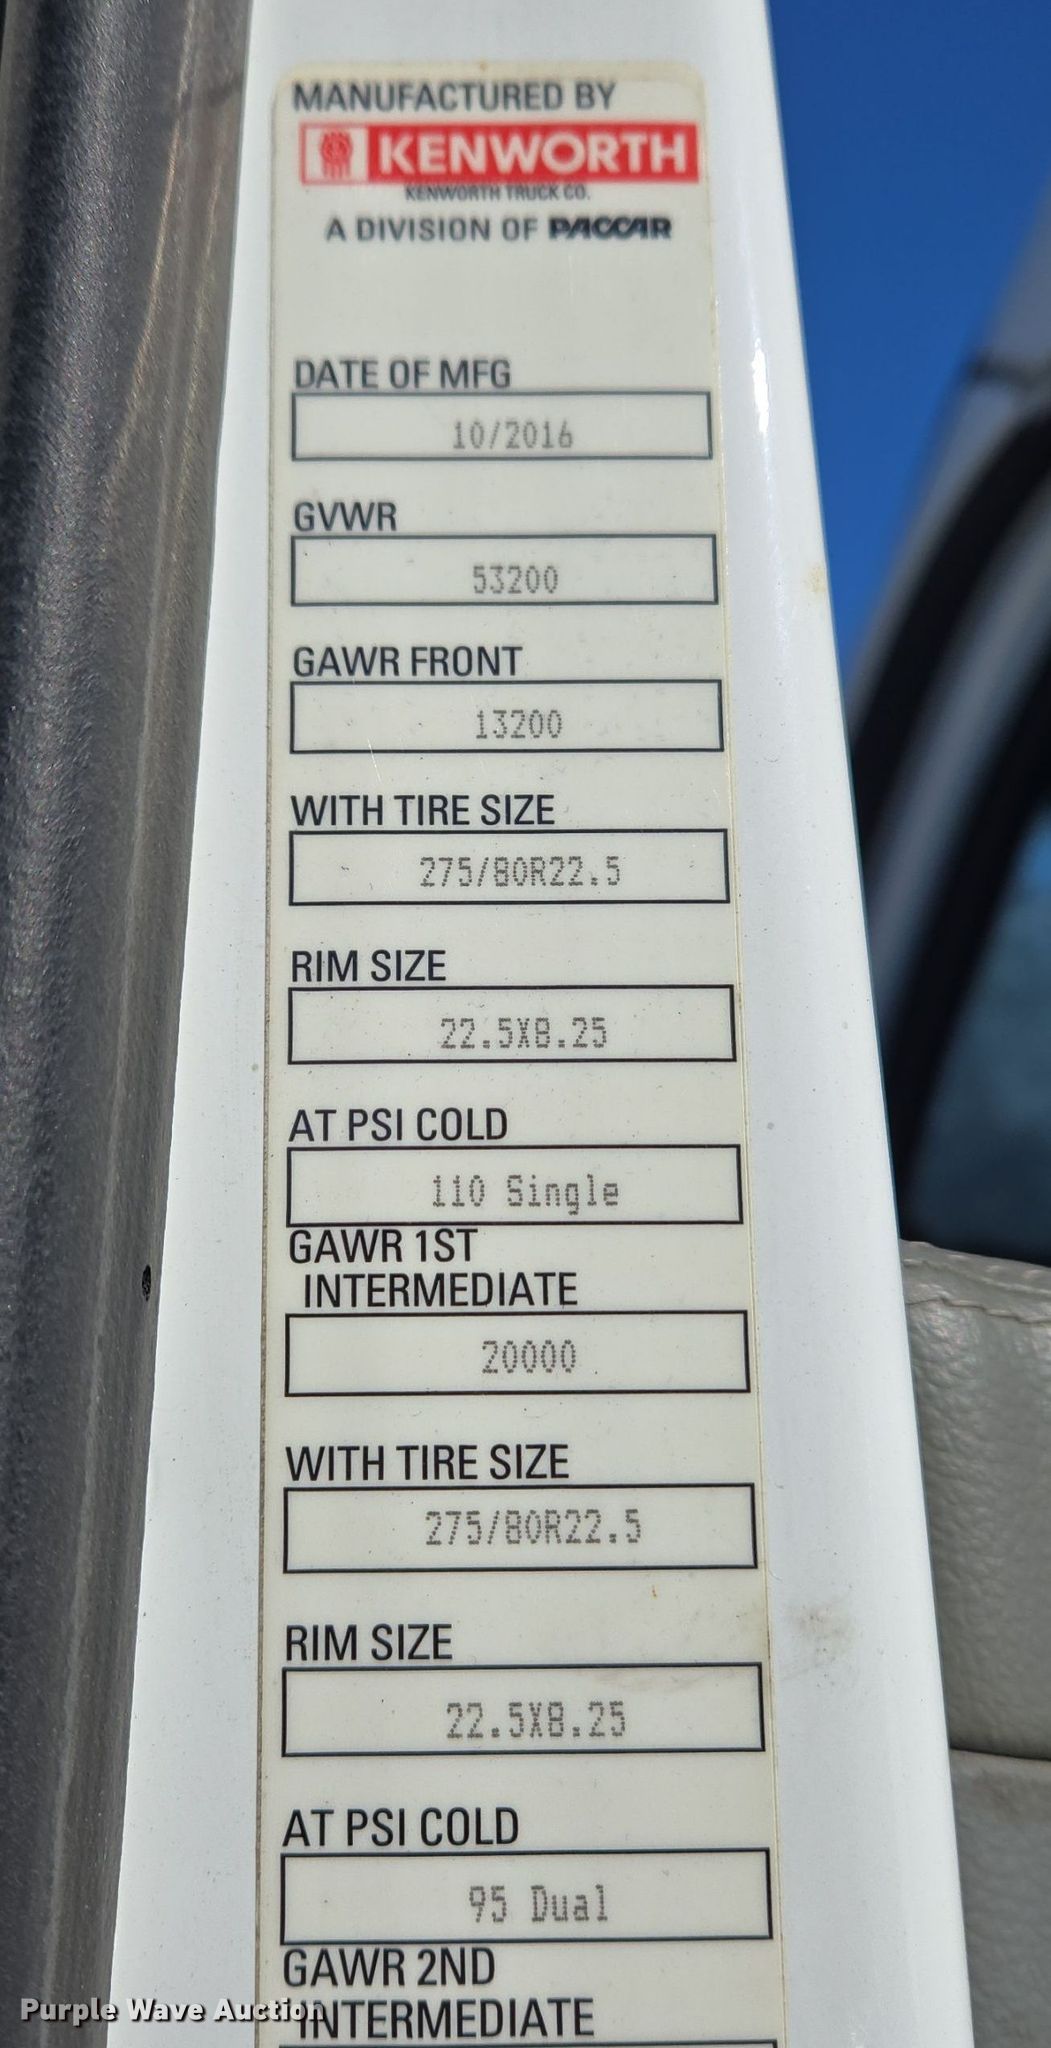 MANUFACTURED BY
KENWORTH
KENWORTH TRUCK CO.
A DIVISION OF PACCAR
DATE OF MFG
10/2016
GVWR
53200
GAWR FRONT
13200
WITH TIRE SIZE
275/80R22.5
RIM SIZE
22.5X8.25
AT PSI COLD
110 Single
GAWR 1ST
INTERMEDIATE
20000
WITH TIRE SIZE
275/80R22.5
RIM SIZE
22.5X8.25
AT PSI COLD
95 Dual
GAWR 2ND
INTERMEDIATE
Purple Wave Auction